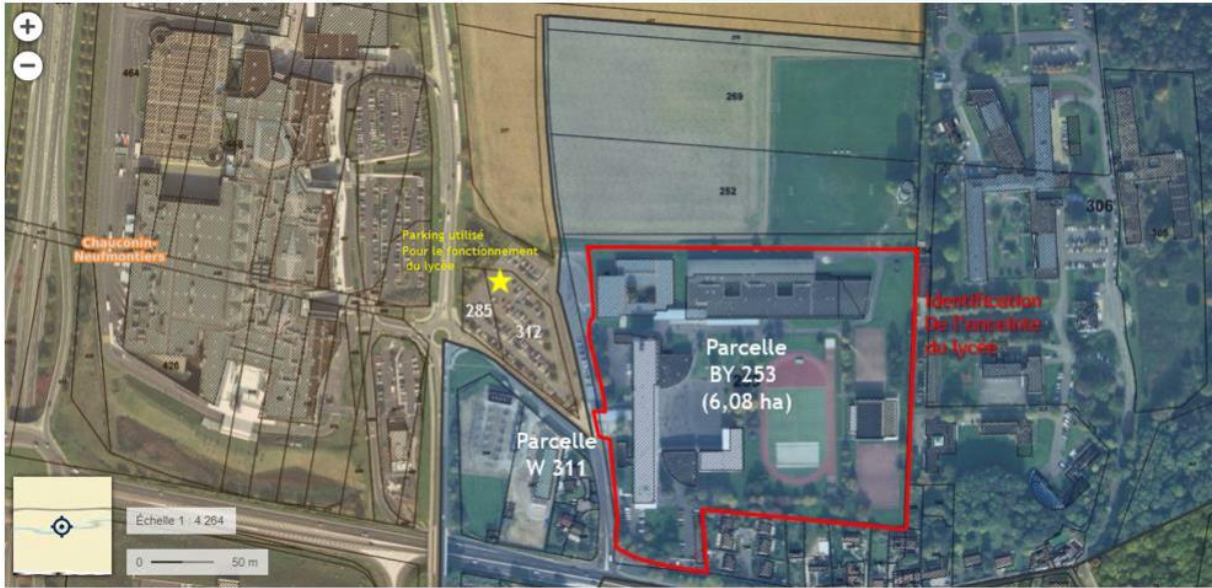 +
−
464
269
252
306
305
Chauconin-
Neufmontiers
Parking utilisé
Pour le fonctionnement
du lycée
285
312
426
Identification
De l'enceinte
du lycée
Parcelle
BY 253
(6,08 ha)
Parcelle
W 311
Échelle 1 : 4 264
0
50 m